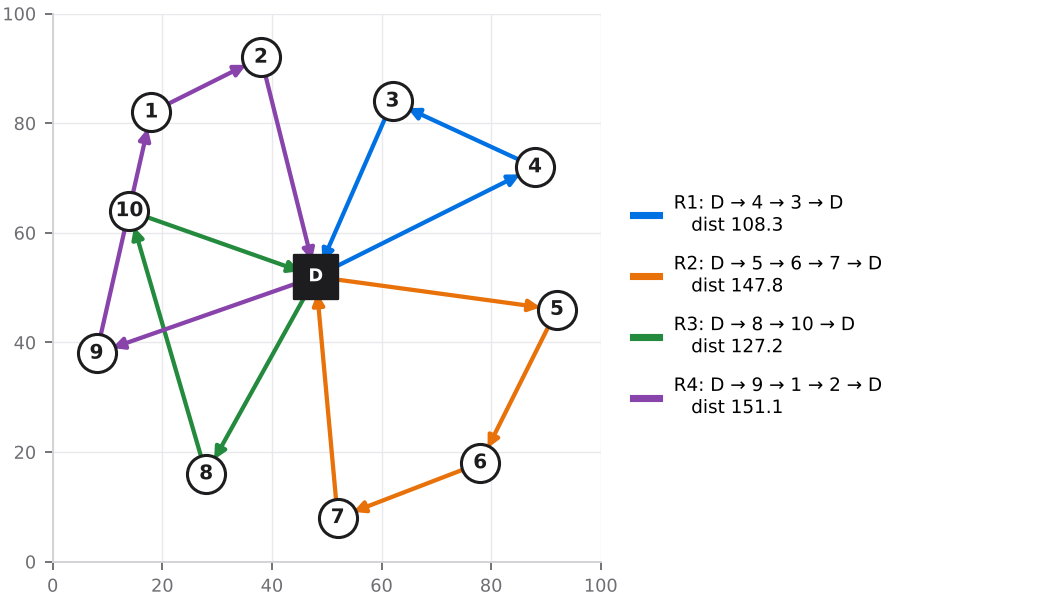 100
80
60
40
20
0
0 20 40 60 80 100
2
1
3
4
10
D
5
9
6
8
7
R1: D → 4 → 3 → D
dist 108.3
R2: D → 5 → 6 → 7 → D
dist 147.8
R3: D → 8 → 10 → D
dist 127.2
R4: D → 9 → 1 → 2 → D
dist 151.1